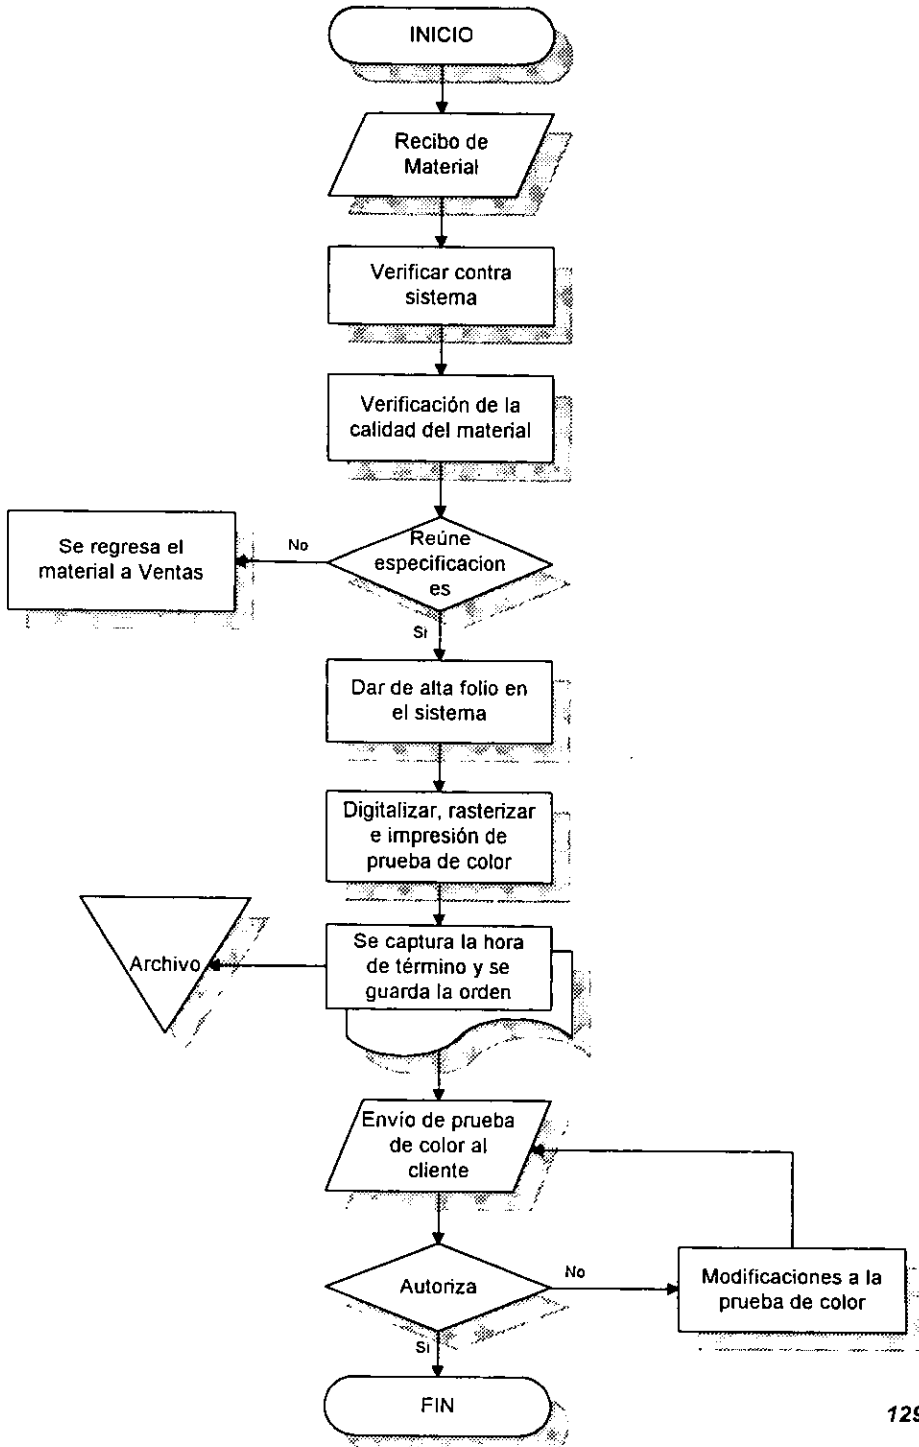 INICIO
Recibo de
Material
Verificar contra
sistema
Verificación de la
calidad del material
Reúne
especificacion
es
No
Se regresa el
material a Ventas
Si
Dar de alta folio en
el sistema
Digitalizar, rasterizar
e impresión de
prueba de color
Se captura la hora
de término y se
guarda la orden
Archivo
Envío de prueba
de color al
cliente
Autoriza
No
Modificaciones a la
prueba de color
Si
FIN
129